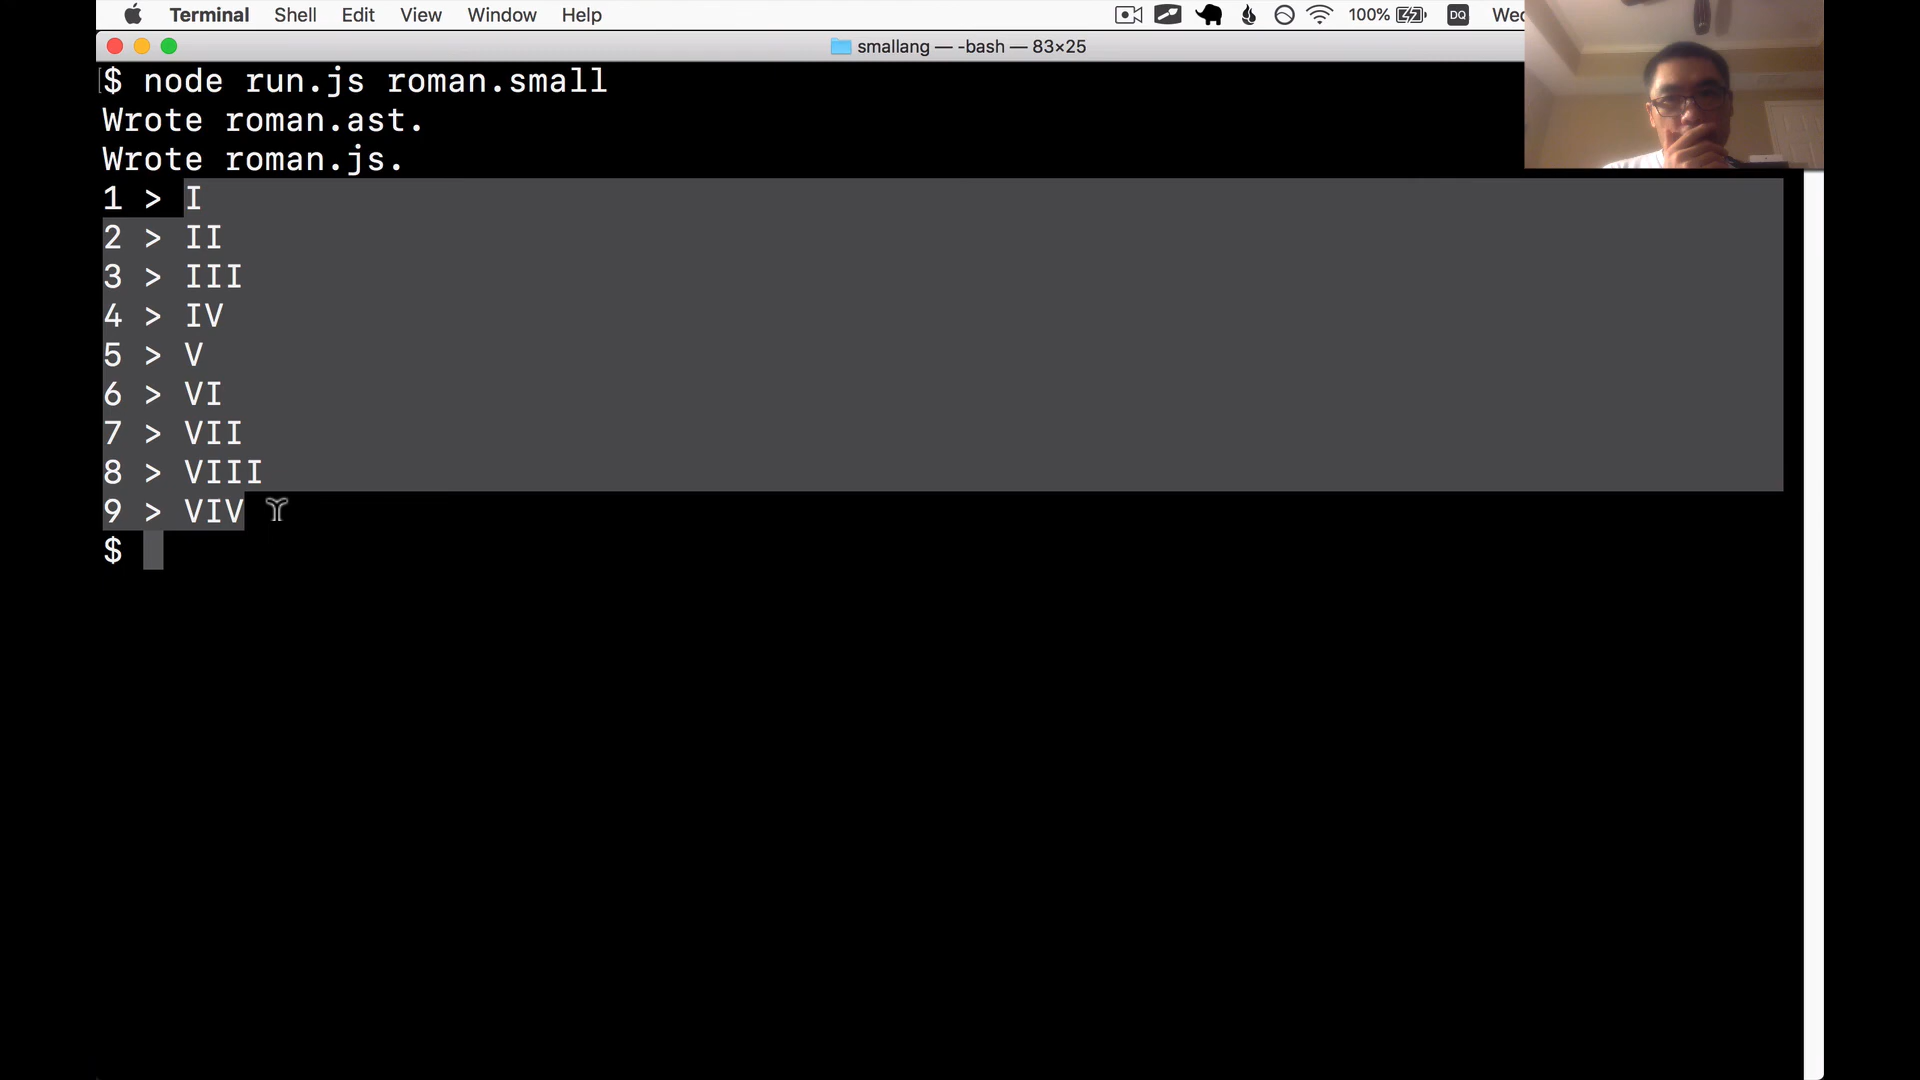 Terminal Shell Edit View Window Help 100% DQ Wed
smallang — -bash — 83×25
$ node run.js roman.small
Wrote roman.ast.
Wrote roman.js.
1 > I
2 > II
3 > III
4 > IV
5 > V
6 > VI
7 > VII
8 > VIII
9 > VIV
$